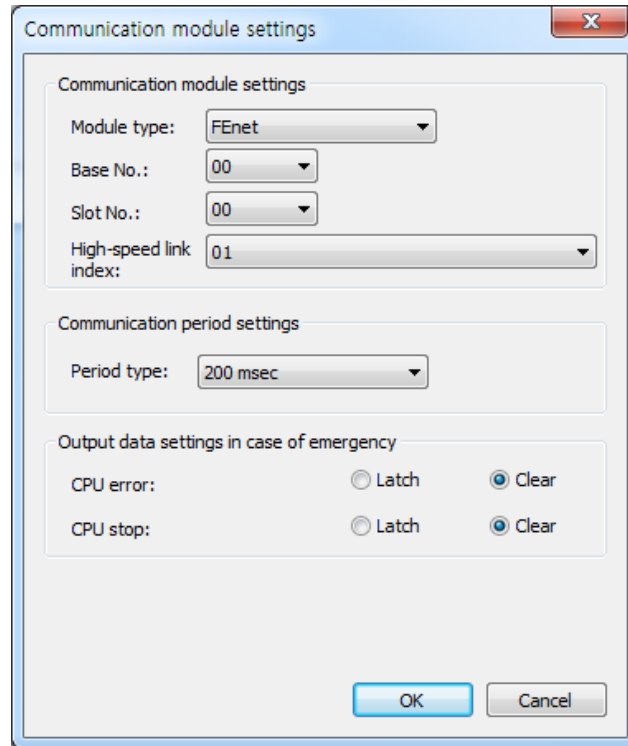 Communication module settings
Communication module settings
Module type: FEnet
Base No.: 00
Slot No.: 00
High-speed link
index: 01
Communication period settings
Period type: 200 msec
Output data settings in case of emergency
CPU error: Latch Clear
CPU stop: Latch Clear
OK Cancel